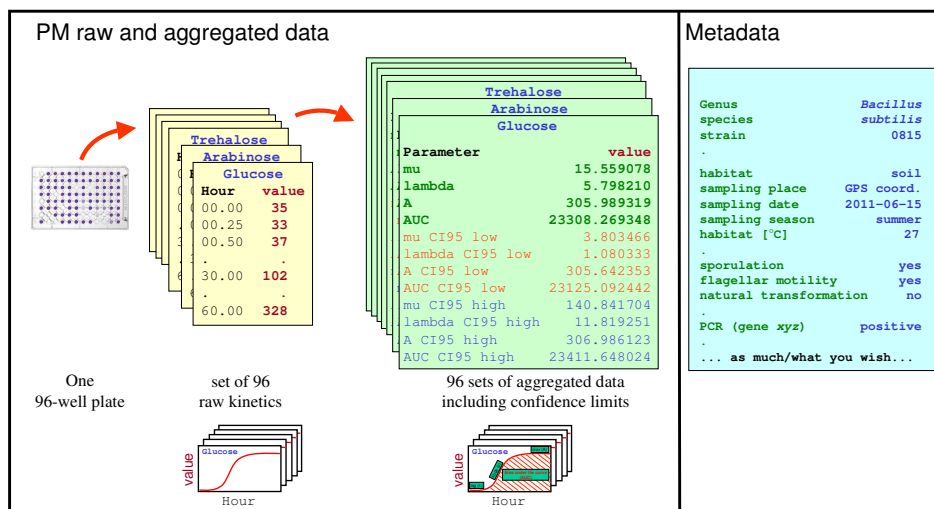 PM raw and aggregated data
Trehalose
Arabinose
Glucose
Hour value
00.00 35
00.25 33
00.50 37
. .
30.00 102
. .
60.00 328
Trehalose
Arabinose
Glucose
Parameter value
mu 15.559078
lambda 5.798210
A 305.989319
AUC 23308.269348
mu CI95 low 3.803466
lambda CI95 low 1.080333
A CI95 low 305.642353
AUC CI95 low 23125.092442
mu CI95 high 140.841704
lambda CI95 high 11.819251
A CI95 high 306.986123
AUC CI95 high 23411.648024
One
96-well plate
set of 96
raw kinetics
96 sets of aggregated data
including confidence limits
Glucose
value
Hour
Glucose
value
Hour
Metadata
Genus Bacillus
species subtilis
strain 0815
.
habitat soil
sampling place GPS coord.
sampling date 2011-06-15
sampling season summer
habitat [°C] 27
.
sporulation yes
flagellar motility yes
natural transformation no
.
PCR (gene xyz) positive
.
... as much/what you wish...